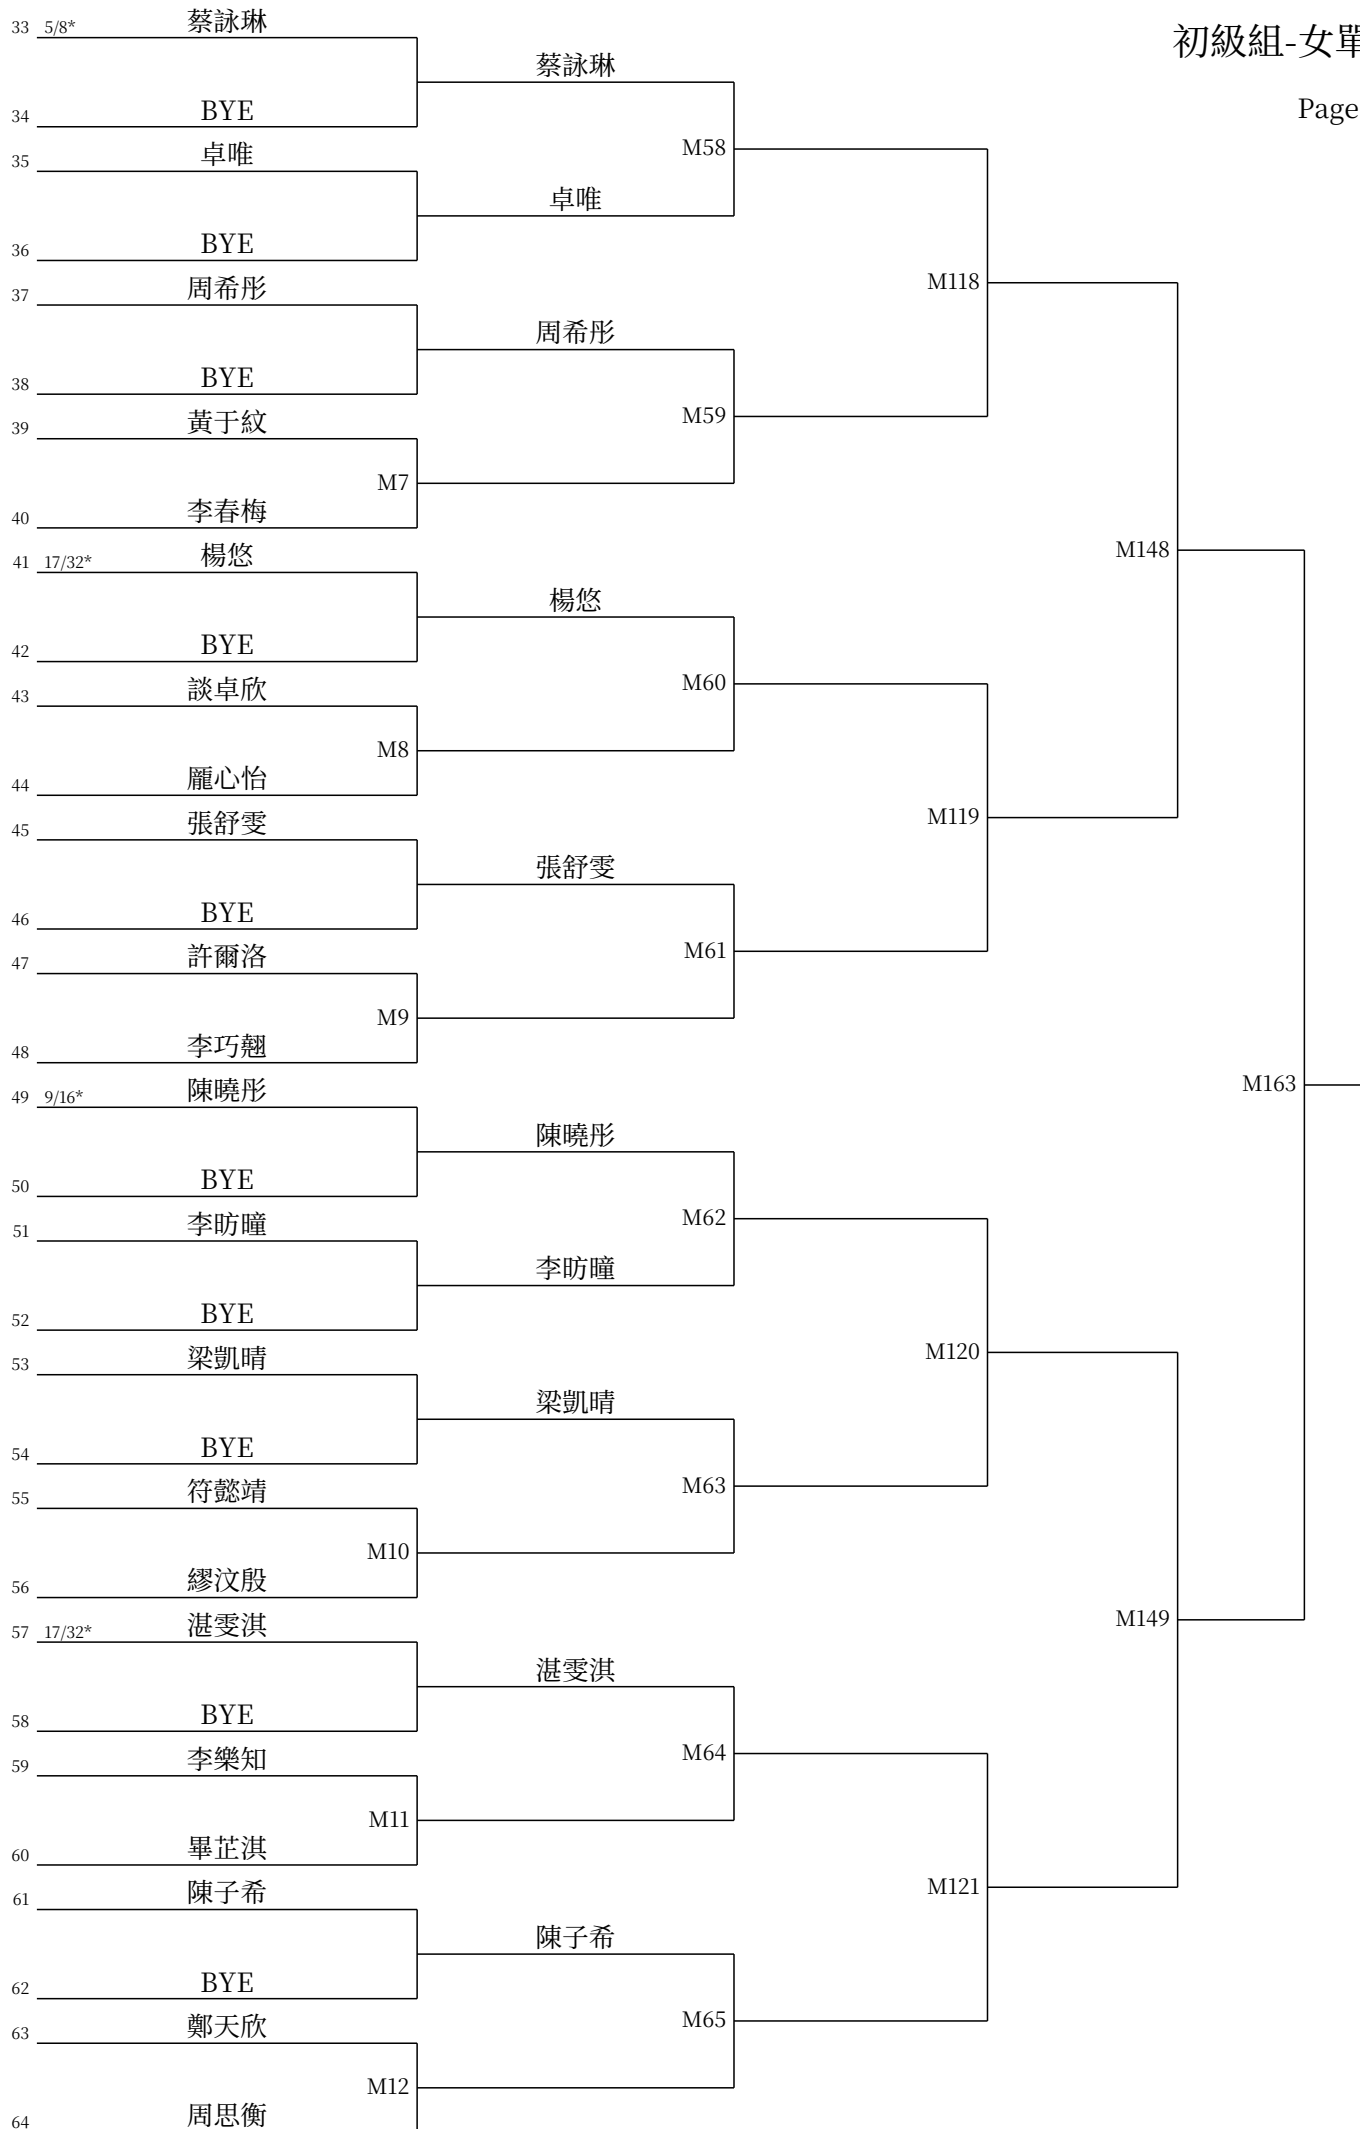 初級組-女單
Page
33 5/8* 蔡詠琳
蔡詠琳
34 BYE
M58
35 卓唯
卓唯
36 BYE
M118
37 周希彤
周希彤
38 BYE
M59
39 黃于紋
M7
40 李春梅
M148
41 17/32* 楊悠
楊悠
42 BYE
M60
43 談卓欣
M8
44 龐心怡
M119
45 張舒雯
張舒雯
46 BYE
M61
47 許爾洛
M9
48 李巧翹
M163
49 9/16* 陳曉彤
陳曉彤
50 BYE
M62
51 李昉曈
李昉曈
52 BYE
M120
53 梁凱晴
梁凱晴
54 BYE
M63
55 符懿靖
M10
56 繆汶殷
M149
57 17/32* 湛雯淇
湛雯淇
58 BYE
M64
59 李樂知
M11
60 畢芷淇
M121
61 陳子希
陳子希
62 BYE
M65
63 鄭天欣
M12
64 周思衡